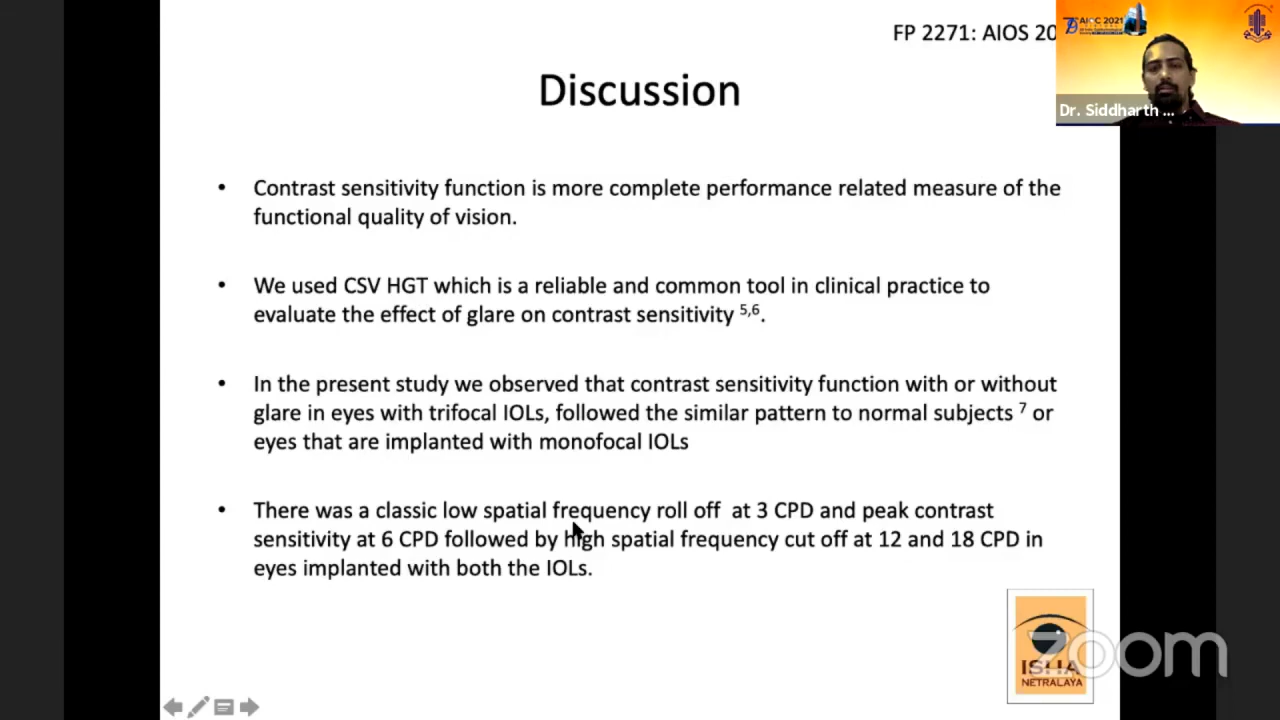 FP 2271: AIOS 20
AIOC 2021
Dr. Siddharth ...
Discussion
• Contrast sensitivity function is more complete performance related measure of the
functional quality of vision.
• We used CSV HGT which is a reliable and common tool in clinical practice to
evaluate the effect of glare on contrast sensitivity 5,6.
• In the present study we observed that contrast sensitivity function with or without
glare in eyes with trifocal IOLs, followed the similar pattern to normal subjects 7 or
eyes that are implanted with monofocal IOLs
• There was a classic low spatial frequency roll off at 3 CPD and peak contrast
sensitivity at 6 CPD followed by high spatial frequency cut off at 12 and 18 CPD in
eyes implanted with both the IOLs.
zoom
ISHA
NETRALAYA